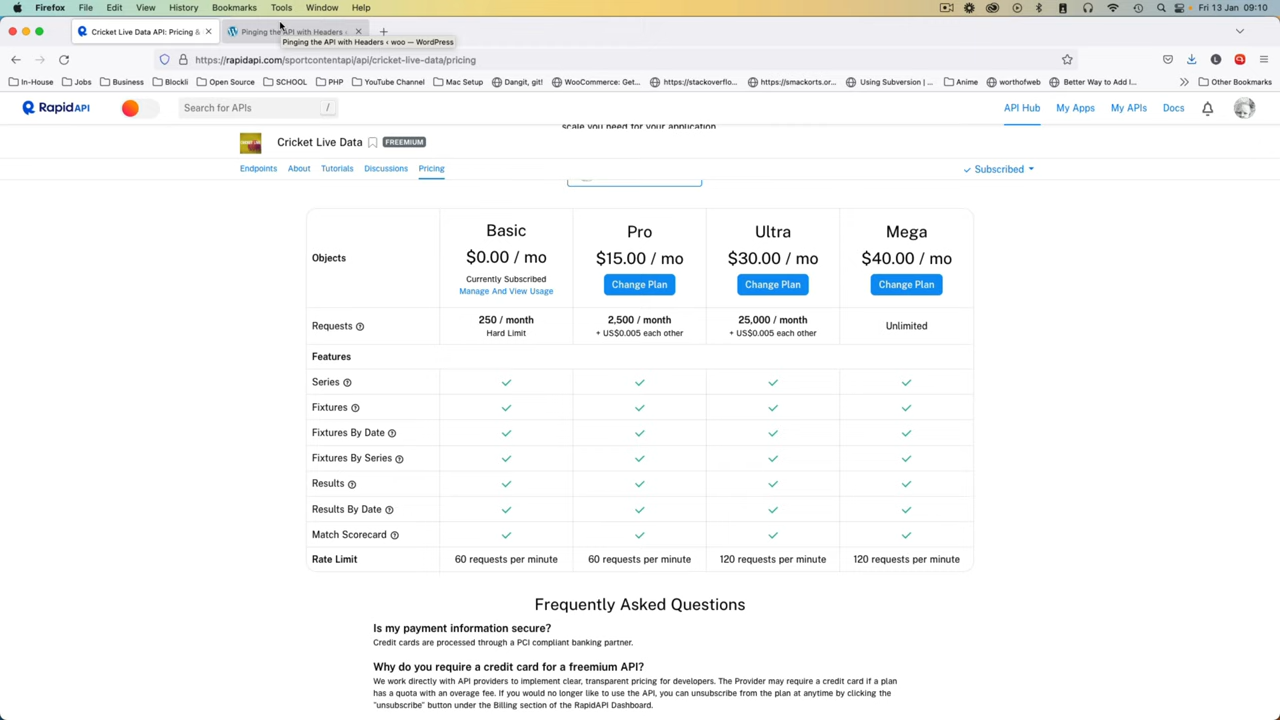 Firefox File Edit View History Bookmarks Tools Window Help
Fri 13 Jan 09:10
Cricket Live Data API: Pricing &
Pinging the API with Headers ‹
Pinging the API with Headers ‹ woo — WordPress
https://rapidapi.com/sportcontentapi/api/cricket-live-data/pricing
In-House Jobs Business Blockli Open Source SCHOOL PHP YouTube Channel Mac Setup Dangit, git! WooCommerce: Get... https://stackoverflo... https://smackorts.or... Using Subversion |... Anime worthofweb Better Way to Add I... Other Bookmarks
RapidAPI
Search for APIs /
API Hub My Apps My APIs Docs
scale you need for your application
Cricket Live Data FREEMIUM
Endpoints About Tutorials Discussions Pricing
Subscribed
Objects
Basic
$0.00 / mo
Currently Subscribed
Manage And View Usage
Pro
$15.00 / mo
Change Plan
Ultra
$30.00 / mo
Change Plan
Mega
$40.00 / mo
Change Plan
Requests
250 / month
Hard Limit
2,500 / month
+ US$0.005 each other
25,000 / month
+ US$0.005 each other
Unlimited
Features
Series
Fixtures
Fixtures By Date
Fixtures By Series
Results
Results By Date
Match Scorecard
Rate Limit 60 requests per minute 60 requests per minute 120 requests per minute 120 requests per minute
Frequently Asked Questions
Is my payment information secure?
Credit cards are processed through a PCI compliant banking partner.
Why do you require a credit card for a freemium API?
We work directly with API providers to implement clear, transparent pricing for developers. The Provider may require a credit card if a plan
has a quota with an overage fee. If you would no longer like to use the API, you can unsubscribe from the plan at anytime by clicking the
"unsubscribe" button under the Billing section of the RapidAPI Dashboard.